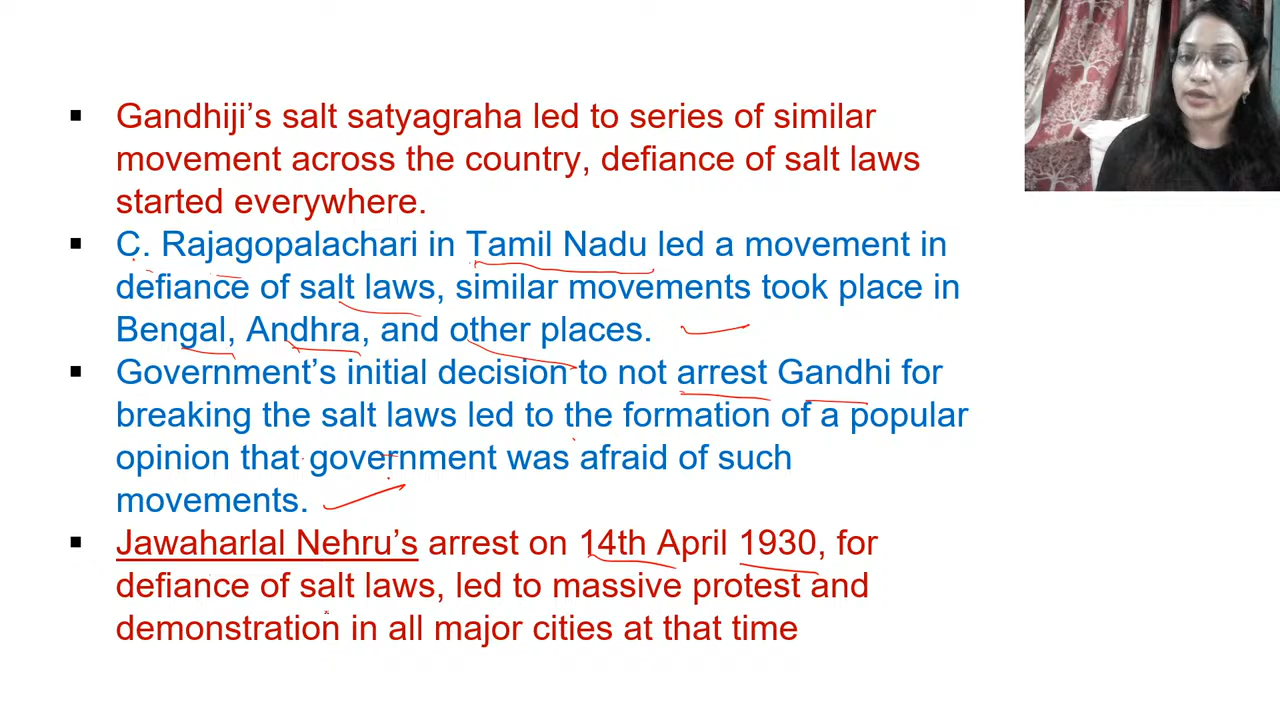 ▪ Gandhiji’s salt satyagraha led to series of similar
movement across the country, defiance of salt laws
started everywhere.
▪ C. Rajagopalachari in Tamil Nadu led a movement in
defiance of salt laws, similar movements took place in
Bengal, Andhra, and other places.
▪ Government’s initial decision to not arrest Gandhi for
breaking the salt laws led to the formation of a popular
opinion that government was afraid of such
movements.
▪ Jawaharlal Nehru’s arrest on 14th April 1930, for
defiance of salt laws, led to massive protest and
demonstration in all major cities at that time